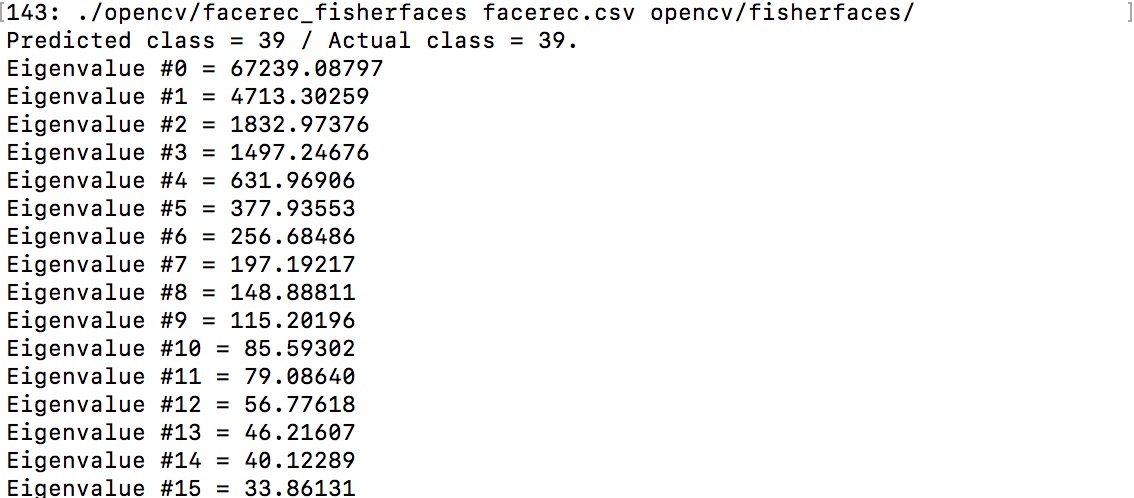 [143: ./opencv/facerec_fisherfaces facerec.csv opencv/fisherfaces/ ]
Predicted class = 39 / Actual class = 39.
Eigenvalue #0 = 67239.08797
Eigenvalue #1 = 4713.30259
Eigenvalue #2 = 1832.97376
Eigenvalue #3 = 1497.24676
Eigenvalue #4 = 631.96906
Eigenvalue #5 = 377.93553
Eigenvalue #6 = 256.68486
Eigenvalue #7 = 197.19217
Eigenvalue #8 = 148.88811
Eigenvalue #9 = 115.20196
Eigenvalue #10 = 85.59302
Eigenvalue #11 = 79.08640
Eigenvalue #12 = 56.77618
Eigenvalue #13 = 46.21607
Eigenvalue #14 = 40.12289
Eigenvalue #15 = 33.86131